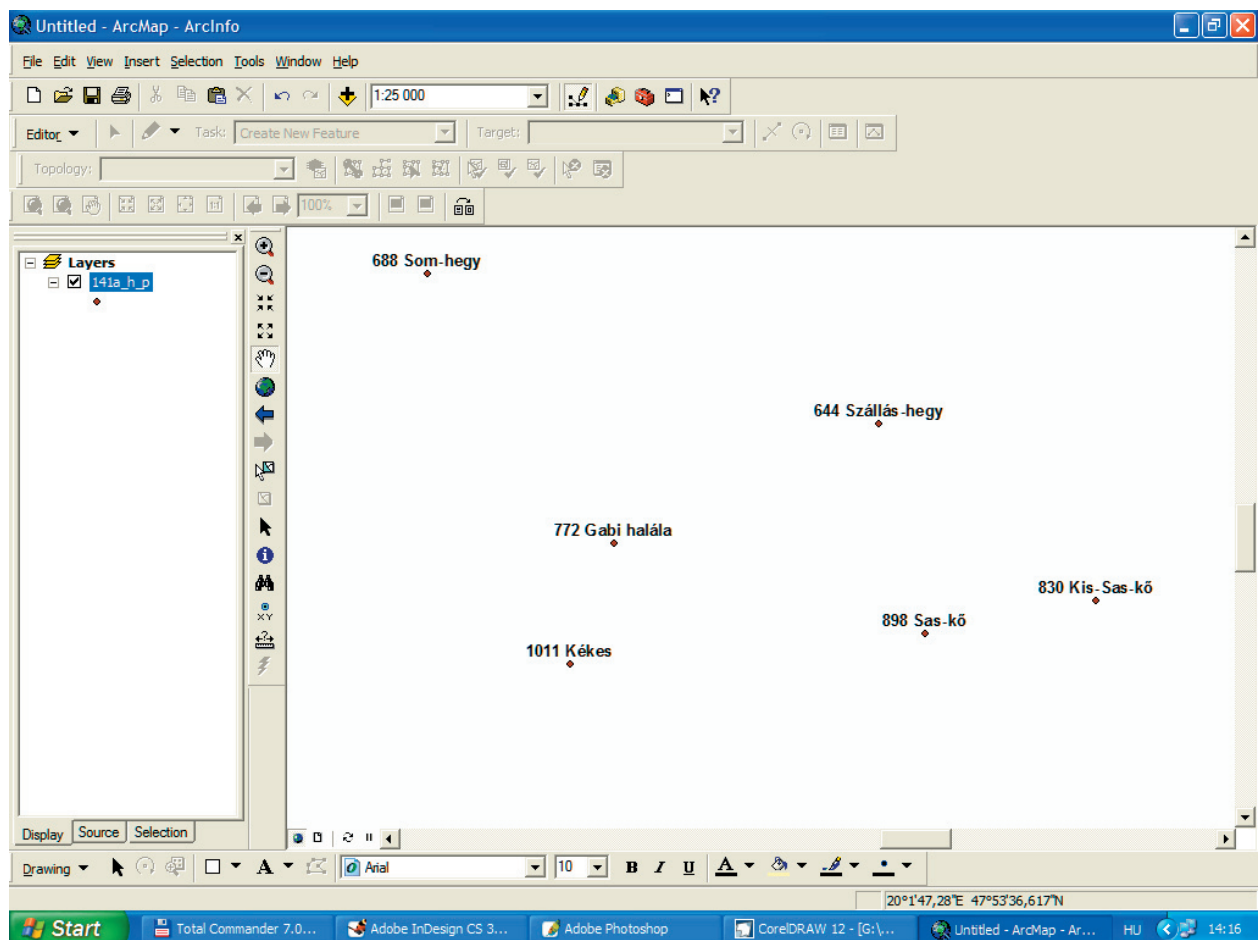 Untitled - ArcMap - ArcInfo
File Edit View Insert Selection Tools Window Help
1:25 000
Editor Task: Create New Feature Target:
Topology:
100%
Layers
141a_h_p
688 Som-hegy
644 Szállás-hegy
772 Gabi halála
830 Kis-Sas-kő
898 Sas-kő
1011 Kékes
Display Source Selection
Drawing A Arial 10 B I U A
20°1'47,28"E 47°53'36,617"N
Start Total Commander 7.0... Adobe InDesign CS 3... Adobe Photoshop CorelDRAW 12 - [G:\... Untitled - ArcMap - Ar... HU 14:16